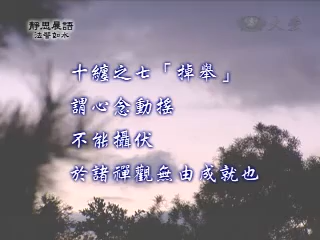 靜思晨語
法譬如水
大愛
十纏之七「掉舉」
謂心念動搖
不能攝伏
於諸禪觀無由成就也